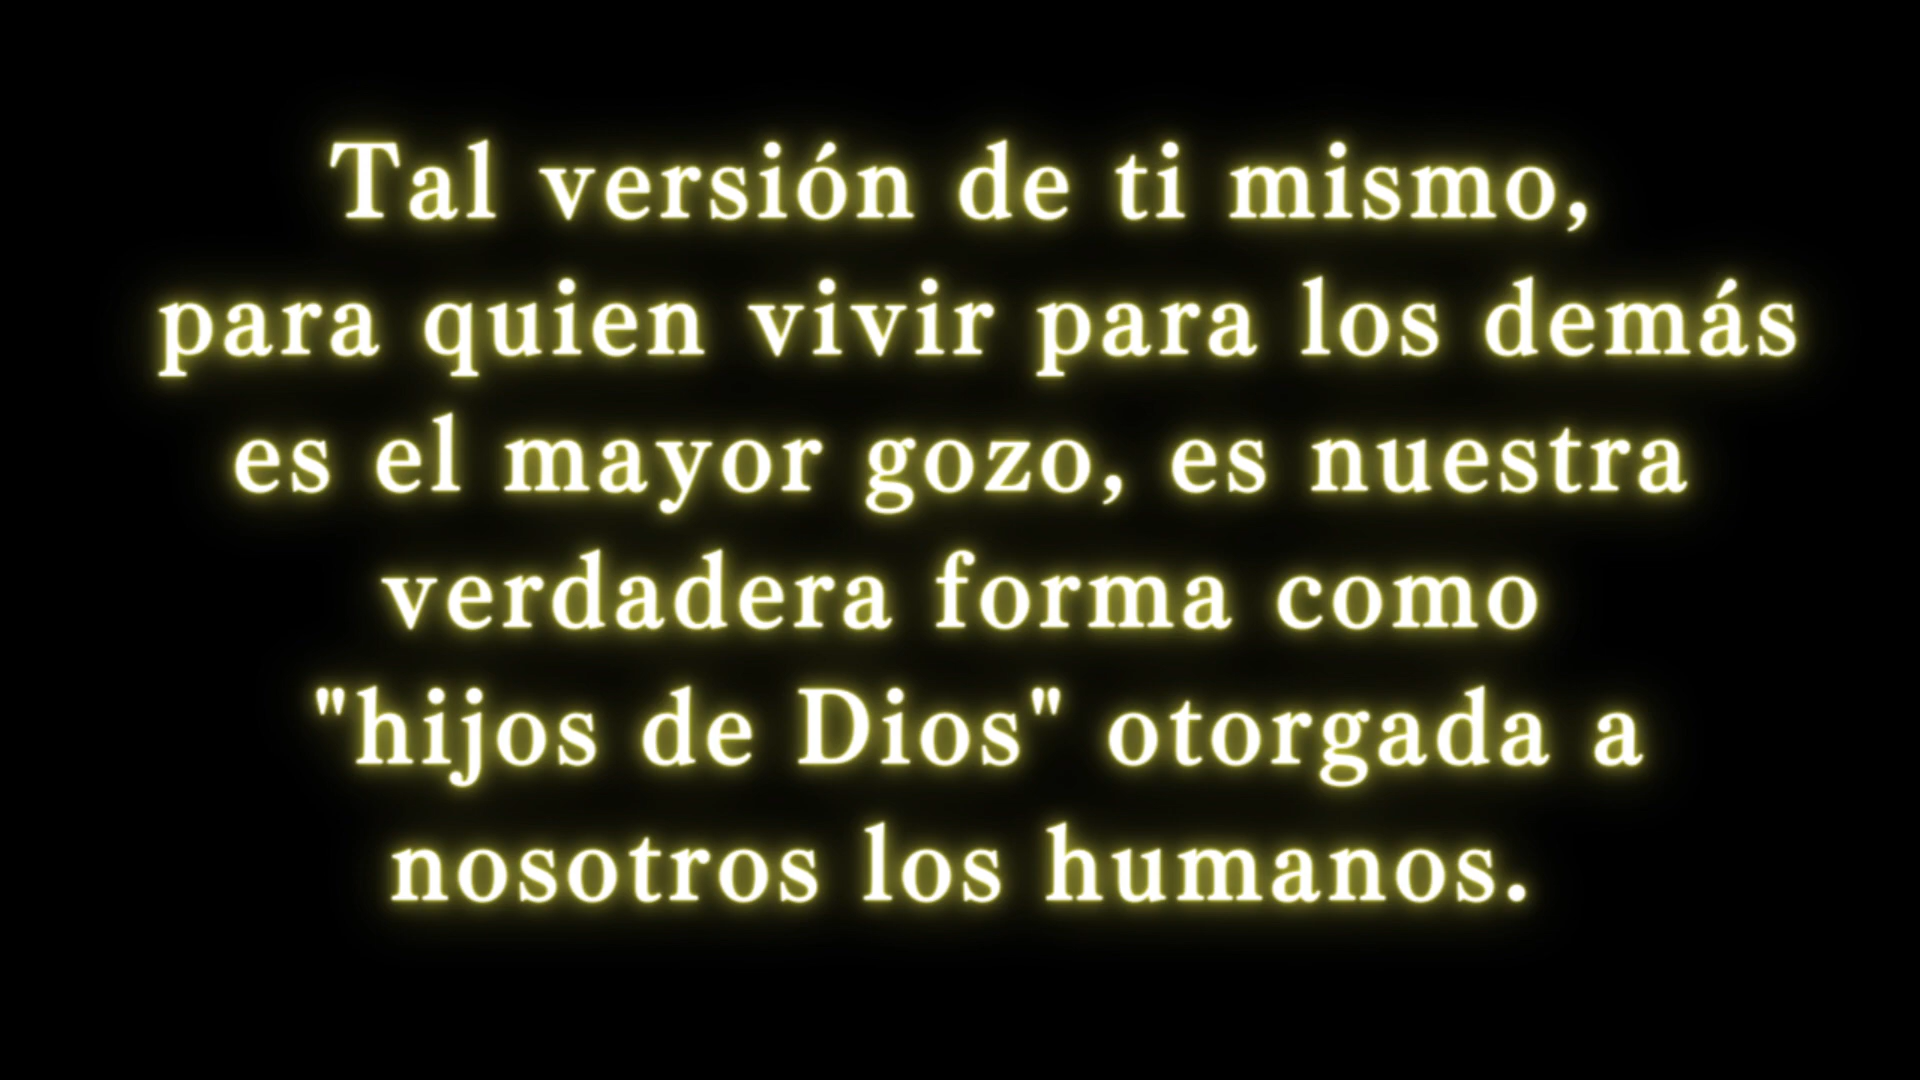 Tal versión de ti mismo,
para quien vivir para los demás
es el mayor gozo, es nuestra
verdadera forma como
"hijos de Dios" otorgada a
nosotros los humanos.